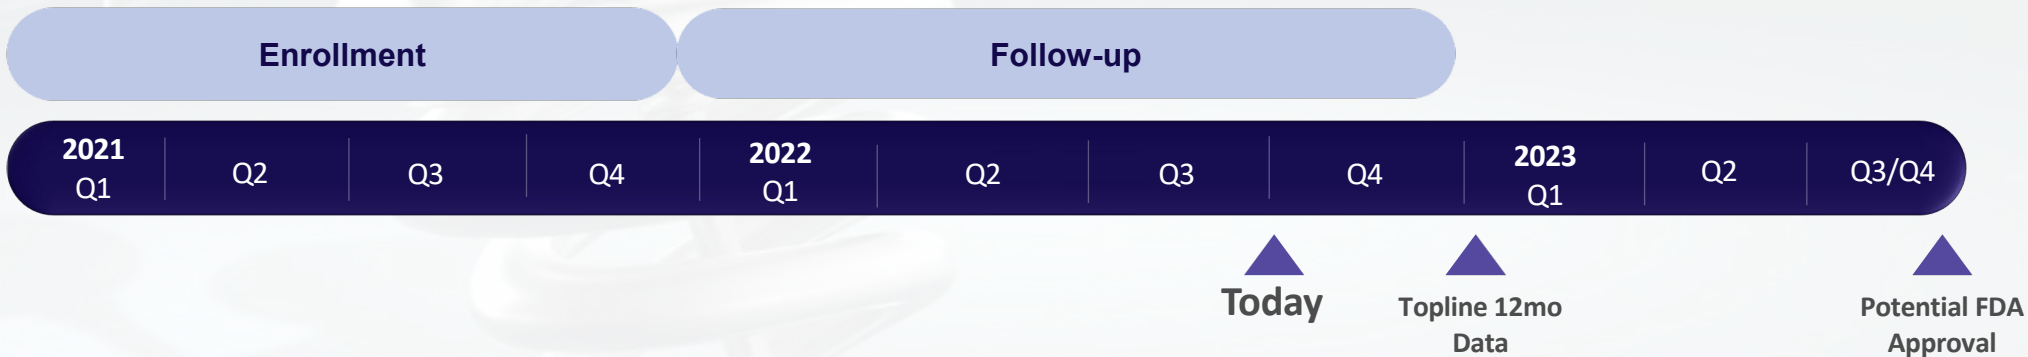 Enrollment
Follow-up
2021
Q1
Q2
Q3
Q4
2022
Q1
Q2
Q3
Q4
2023
Q1
Q2
Q3/Q4
Today
Topline 12mo
Data
Potential FDA
Approval